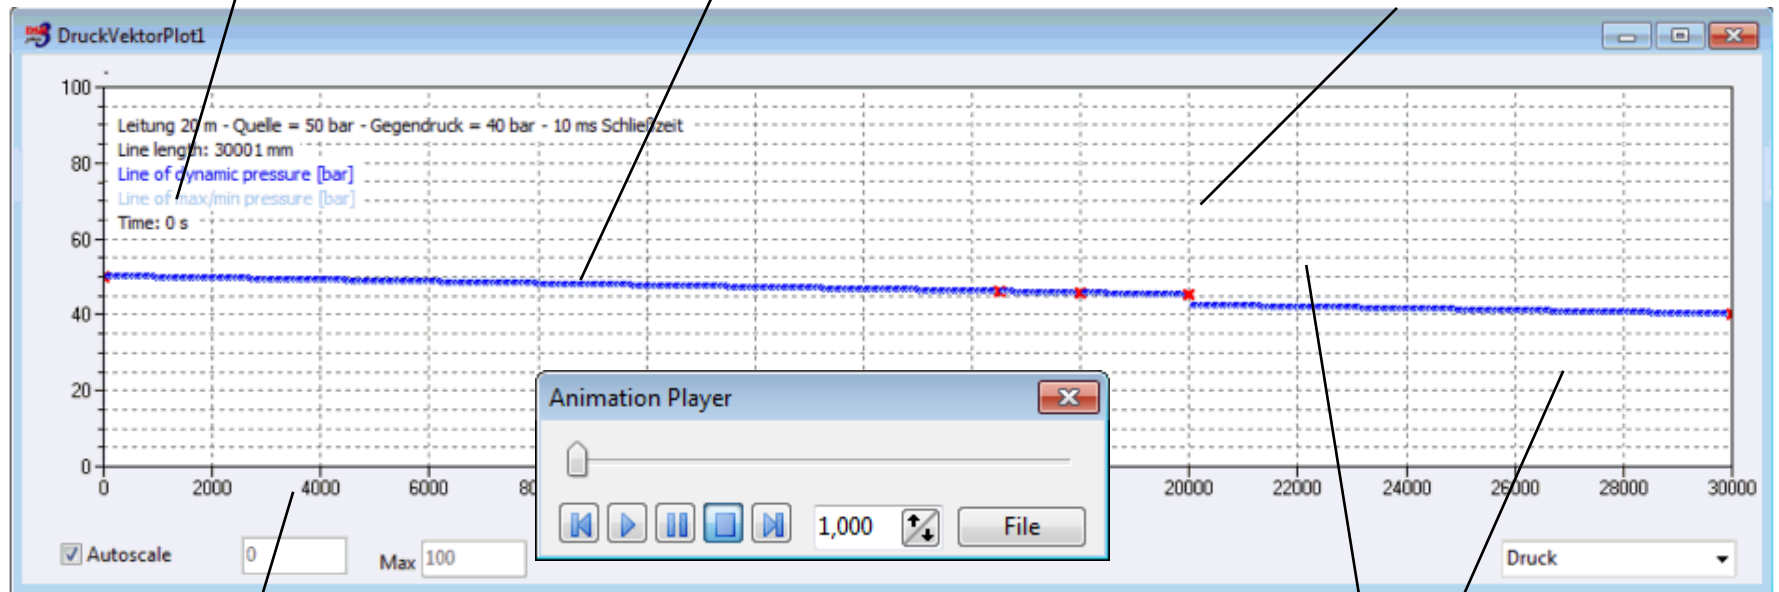 DruckVektorPlot1
100
80
60
40
20
0
Leitung 20 m - Quelle = 50 bar - Gegendruck = 40 bar - 10 ms Schließzeit
Line length: 30001 mm
Line of dynamic pressure [bar]
Line of max/min pressure [bar]
Time: 0 s
0 2000 4000 6000 20000 22000 24000 26000 28000 30000
Animation Player
1,000 File
Autoscale 0 Max 100 Druck